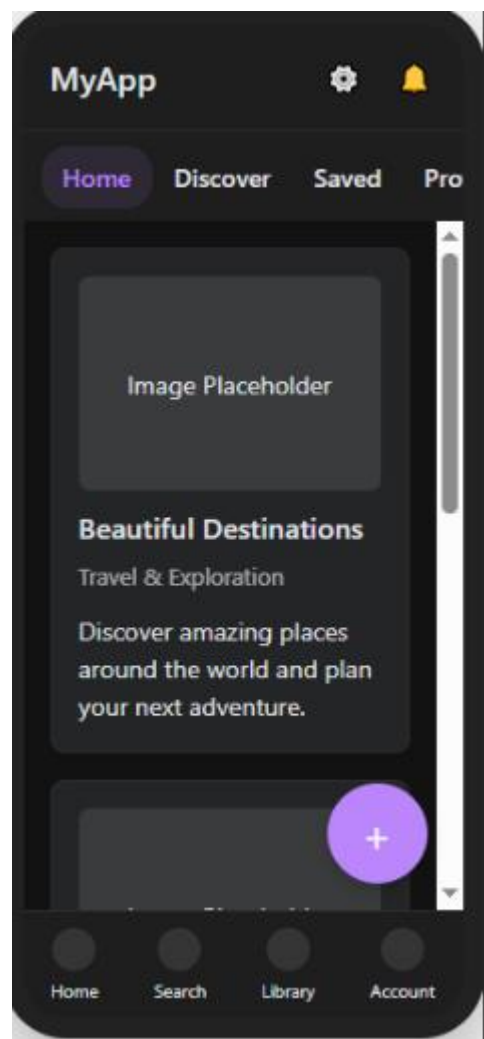 MyApp
Home Discover Saved Pro
Image Placeholder
Beautiful Destinations
Travel & Exploration
Discover amazing places
around the world and plan
your next adventure.
+
Home Search Library Account